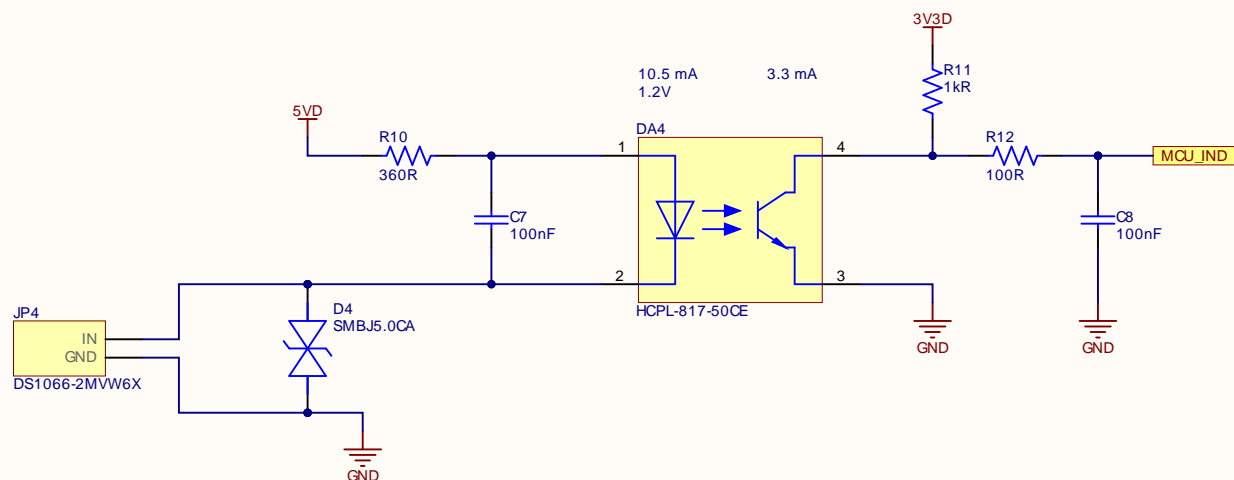 3V3D
10.5 mA
3.3 mA
1.2V
R11
1kR
5VD
DA4
R10
360R
1
4
R12
100R
MCU_IND
C7
100nF
C8
100nF
2
3
HCPL-817-50CE
JP4
IN
GND
DS1066-2MVW6X
D4
SMBJ5.0CA
GND
GND
GND